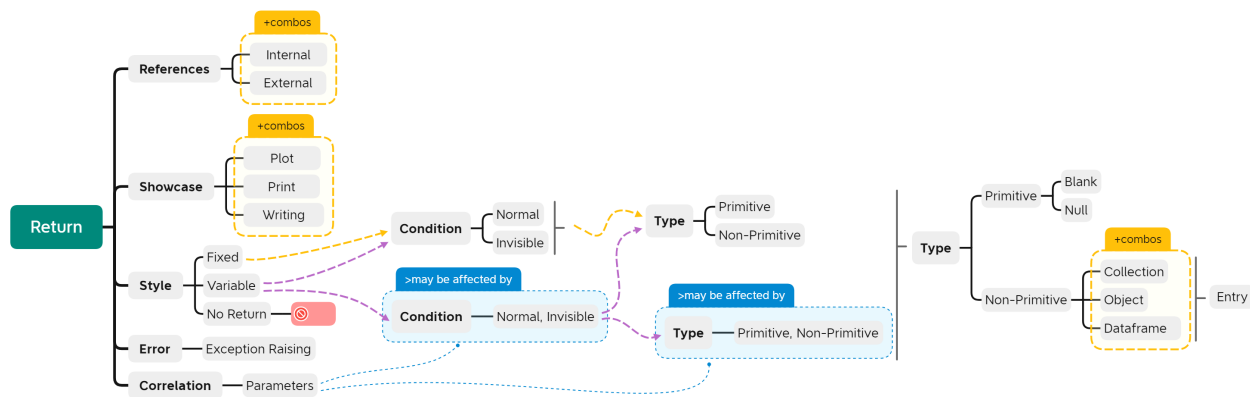 +combos
Internal
References
External
+combos
Plot
Showcase
Print
Writing
Return
Fixed
Style
Variable
No Return
Error
Exception Raising
Correlation
Parameters
Condition
Normal
Invisible
>may be affected by
Condition
Normal, Invisible
Type
Primitive
Non-Primitive
>may be affected by
Type
Primitive, Non-Primitive
Type
Primitive
Blank
Null
Non-Primitive
+combos
Collection
Object
Dataframe
Entry